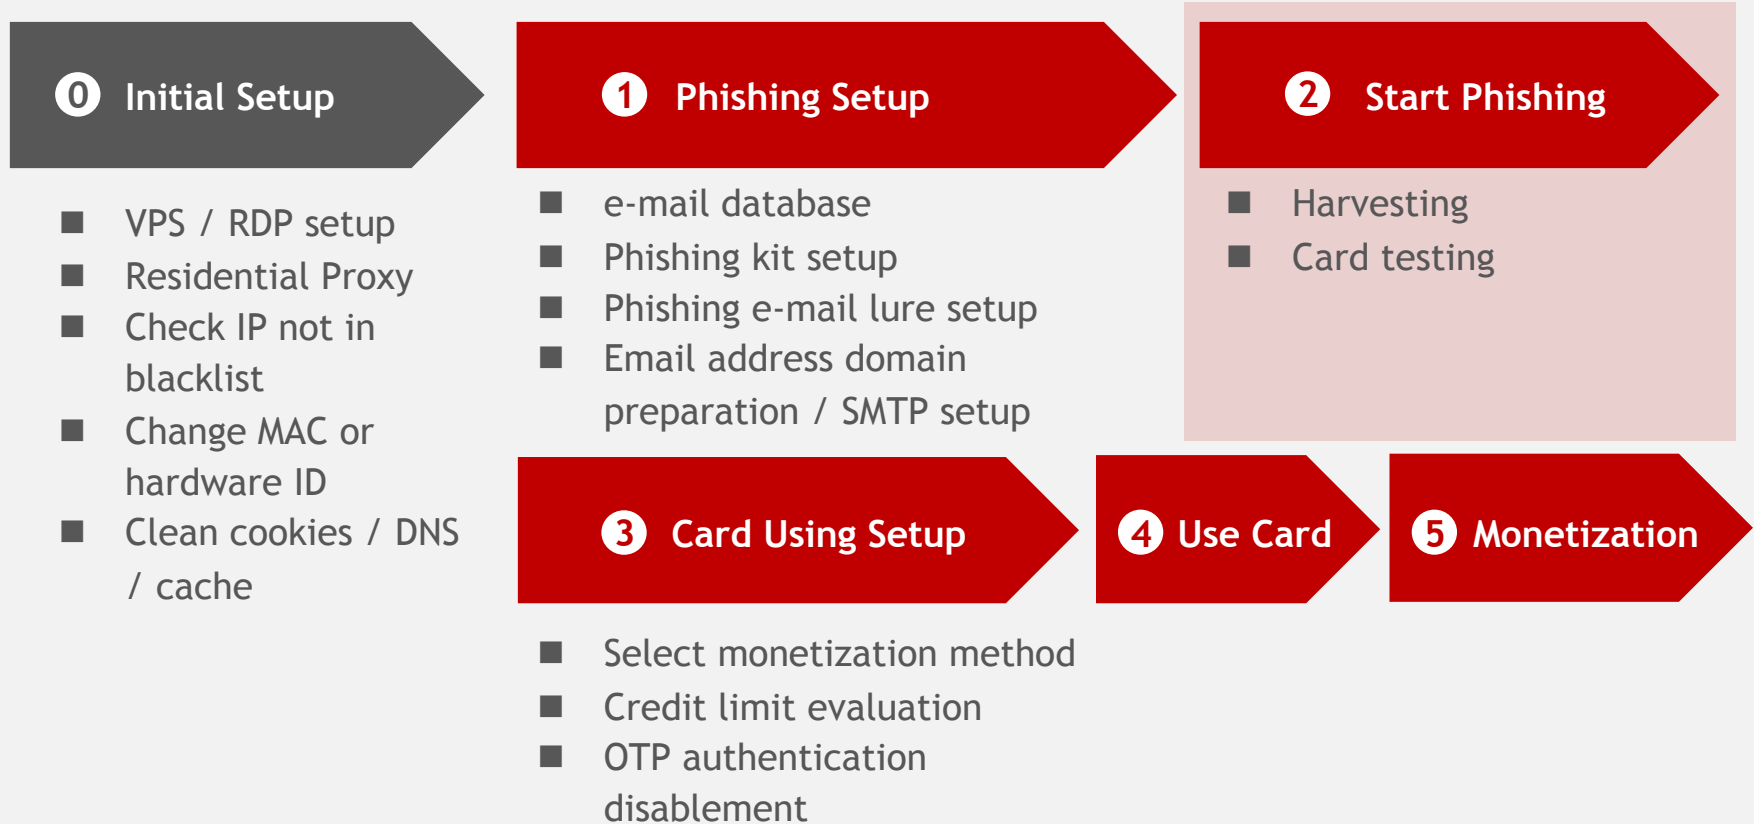 0 Initial Setup
VPS / RDP setup
Residential Proxy
Check IP not in
blacklist
Change MAC or
hardware ID
Clean cookies / DNS
/ cache
1 Phishing Setup
e-mail database
Phishing kit setup
Phishing e-mail lure setup
Email address domain
preparation / SMTP setup
2 Start Phishing
Harvesting
Card testing
3 Card Using Setup
Select monetization method
Credit limit evaluation
OTP authentication
disablement
4 Use Card
5 Monetization